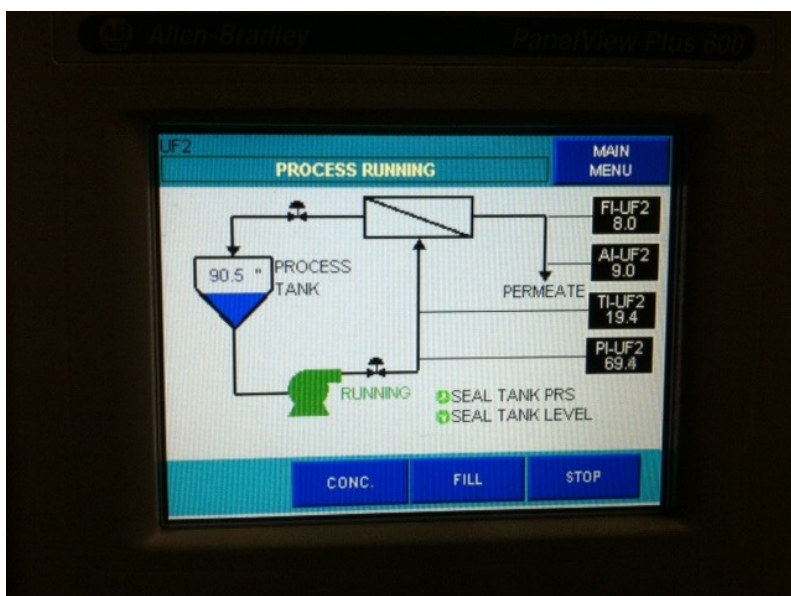 AB Allen-Bradley
PanelView Plus 600
UF2
PROCESS RUNNING
MAIN
MENU
FI-UF2
8.0
AI-UF2
9.0
90.5 "
PROCESS
TANK
PERMEATE
TI-UF2
19.4
PI-UF2
69.4
RUNNING
SEAL TANK PRS
SEAL TANK LEVEL
CONC.
FILL
STOP